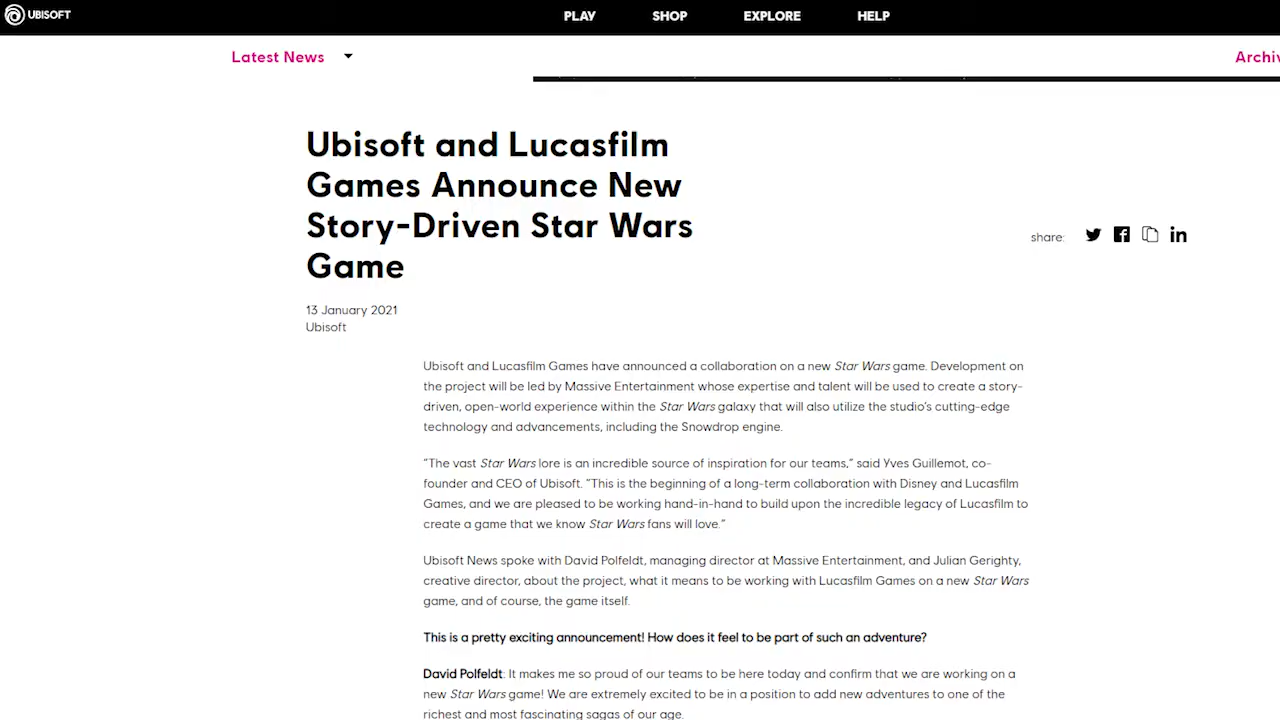 UBISOFT
PLAY
SHOP
EXPLORE
HELP
Latest News
Archiv
Ubisoft and Lucasfilm
Games Announce New
Story-Driven Star Wars
Game
share:
13 January 2021
Ubisoft
Ubisoft and Lucasfilm Games have announced a collaboration on a new Star Wars game. Development on
the project will be led by Massive Entertainment whose expertise and talent will be used to create a story-
driven, open-world experience within the Star Wars galaxy that will also utilize the studio's cutting-edge
technology and advancements, including the Snowdrop engine.
"The vast Star Wars lore is an incredible source of inspiration for our teams," said Yves Guillemot, co-
founder and CEO of Ubisoft. "This is the beginning of a long-term collaboration with Disney and Lucasfilm
Games, and we are pleased to be working hand-in-hand to build upon the incredible legacy of Lucasfilm to
create a game that we know Star Wars fans will love."
Ubisoft News spoke with David Polfeldt, managing director at Massive Entertainment, and Julian Gerighty,
creative director, about the project, what it means to be working with Lucasfilm Games on a new Star Wars
game, and of course, the game itself.
This is a pretty exciting announcement! How does it feel to be part of such an adventure?
David Polfeldt: It makes me so proud of our teams to be here today and confirm that we are working on a
new Star Wars game! We are extremely excited to be in a position to add new adventures to one of the
richest and most fascinating sagas of our age.